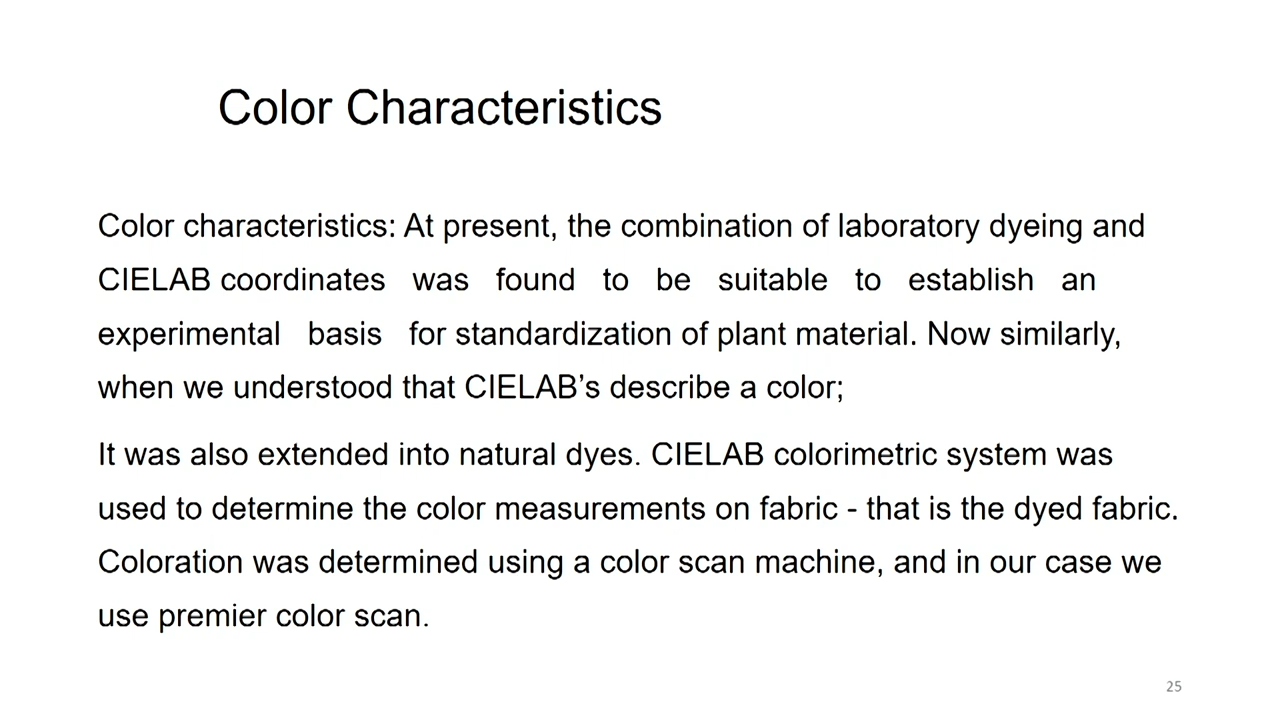 Color Characteristics
Color characteristics: At present, the combination of laboratory dyeing and
CIELAB coordinates was found to be suitable to establish an
experimental basis for standardization of plant material. Now similarly,
when we understood that CIELAB’s describe a color;
It was also extended into natural dyes. CIELAB colorimetric system was
used to determine the color measurements on fabric - that is the dyed fabric.
Coloration was determined using a color scan machine, and in our case we
use premier color scan.
25